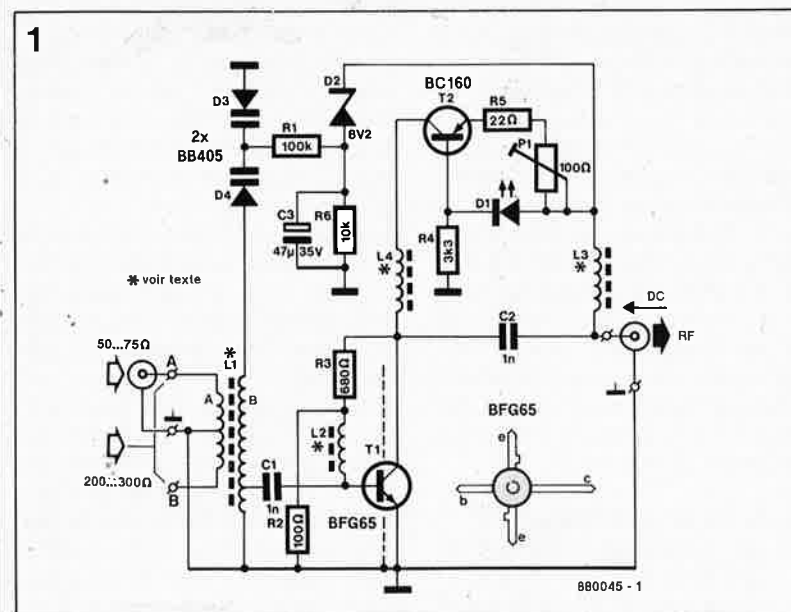 1
D3
D2
BC160
T2
R5
22Ω
2x
BB405
R1
100k
8V2
P1
100Ω
D4
C3
47µ 35V
R6
10k
D1
R4
3k3
L4
*
L3
*
* voir texte
DC
RF
50...75Ω
A
*
L1
A
B
R3
680Ω
C2
1n
BFG65
L2
*
T1
e
c
b
e
200...300Ω
B
C1
1n
R2
100Ω
BFG65
880045 - 1